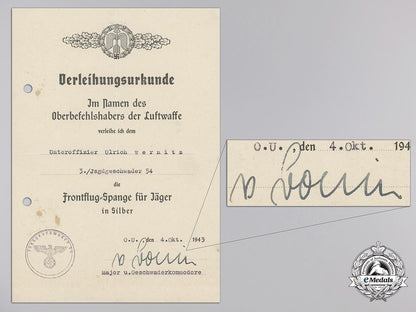 Verleihungsurkunde
Im Namen des
Oberbefehlshabers der Luftwaffe
verleihe ich dem
Unteroffizier Ulrich Wernitz
3./Jagdgeschwader 54
die
Frontflug-Spange für Jäger
in Silber
O.U., den 4.Okt. 1943
Major u. Geschwaderkommodore
O.U., den 4.Okt. 194
eMedals